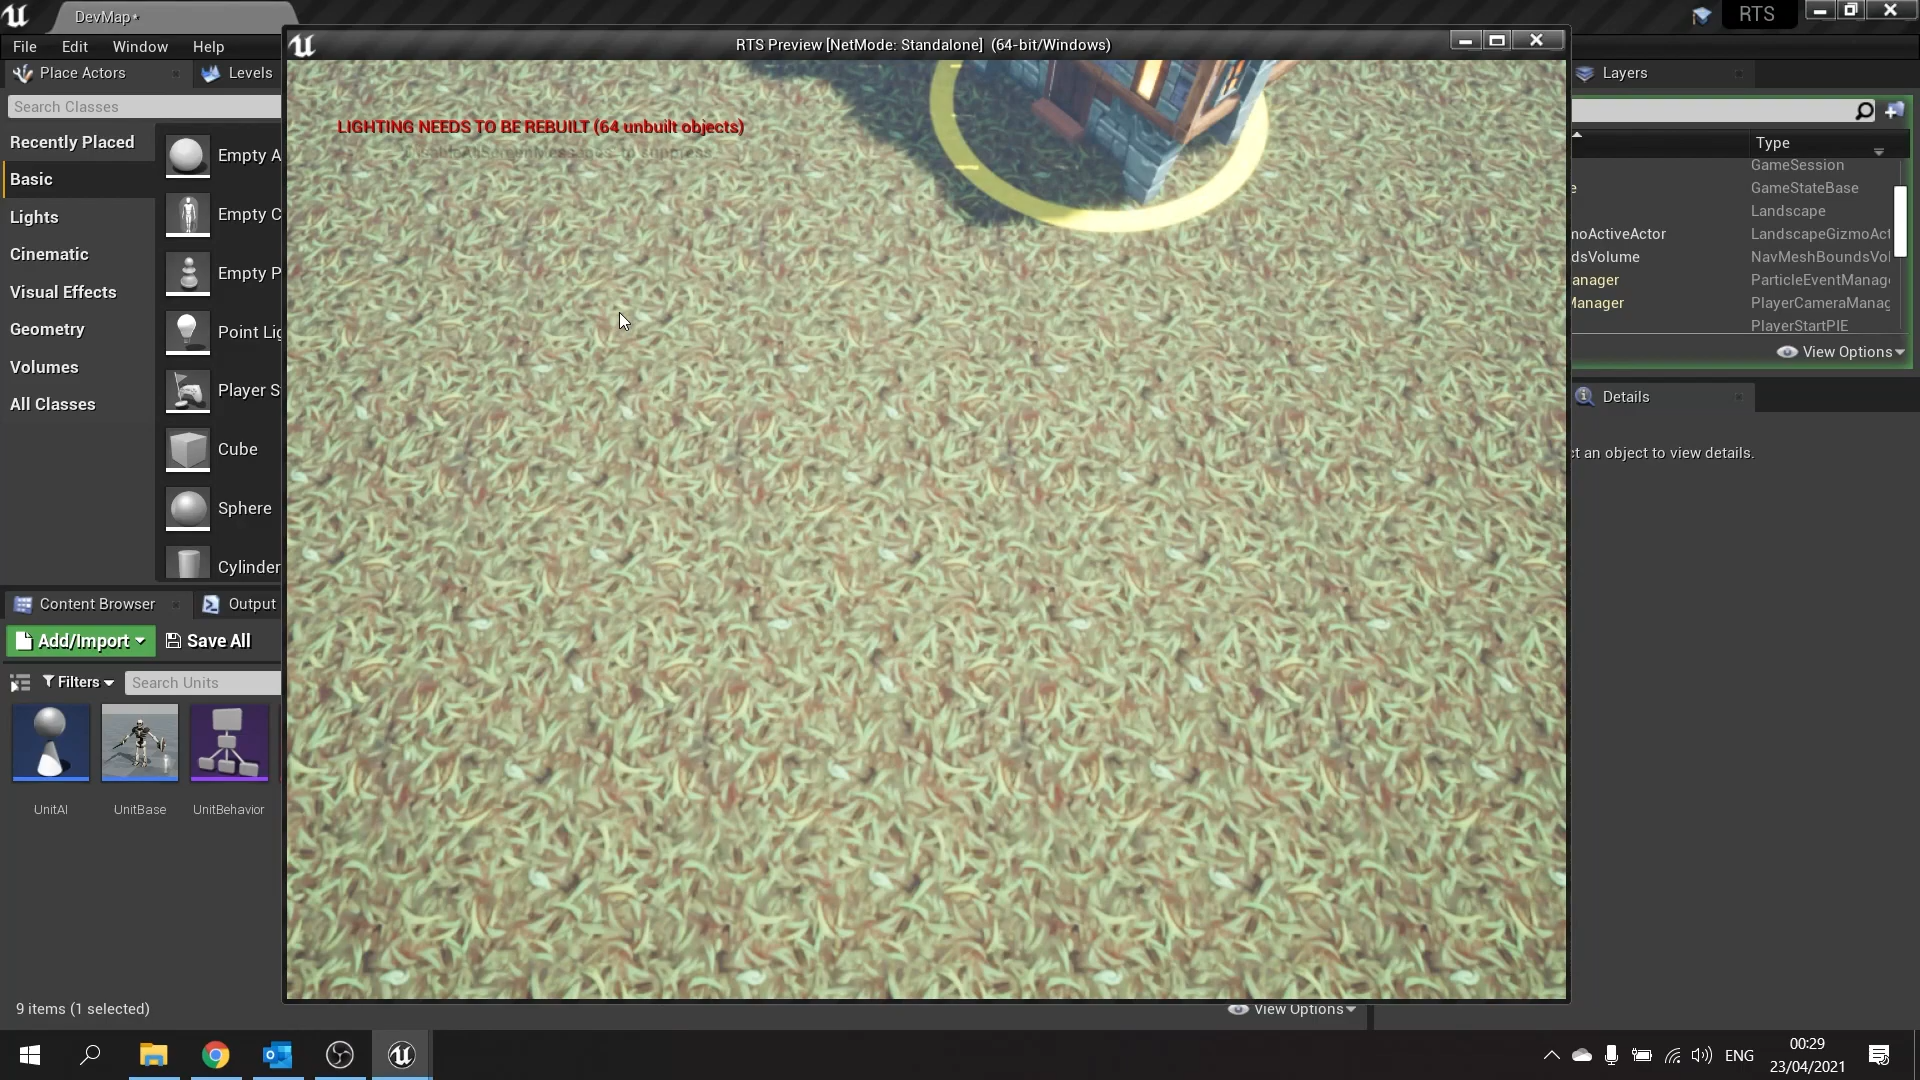 DevMap*
RTS
File Edit Window Help
RTS Preview [NetMode: Standalone] (64-bit/Windows)
Place Actors
Levels
Layers
Search Classes
Recently Placed
Basic
Lights
Cinematic
Visual Effects
Geometry
Volumes
All Classes
Empty A
Empty C
Empty P
Point Lig
Player S
Cube
Sphere
Cylinder
LIGHTING NEEDS TO BE REBUILT (64 unbuilt objects)
Type
GameSession
e GameStateBase
Landscape
moActiveActor LandscapeGizmoAct
dsVolume NavMeshBoundsVol
anager ParticleEventManage
Manager PlayerCameraManag
PlayerStartPIE
View Options
Details
ct an object to view details.
Content Browser
Output
Add/Import
Save All
Filters
Search Units
UnitAI
UnitBase
UnitBehavior
9 items (1 selected)
View Options
ENG
00:29
23/04/2021